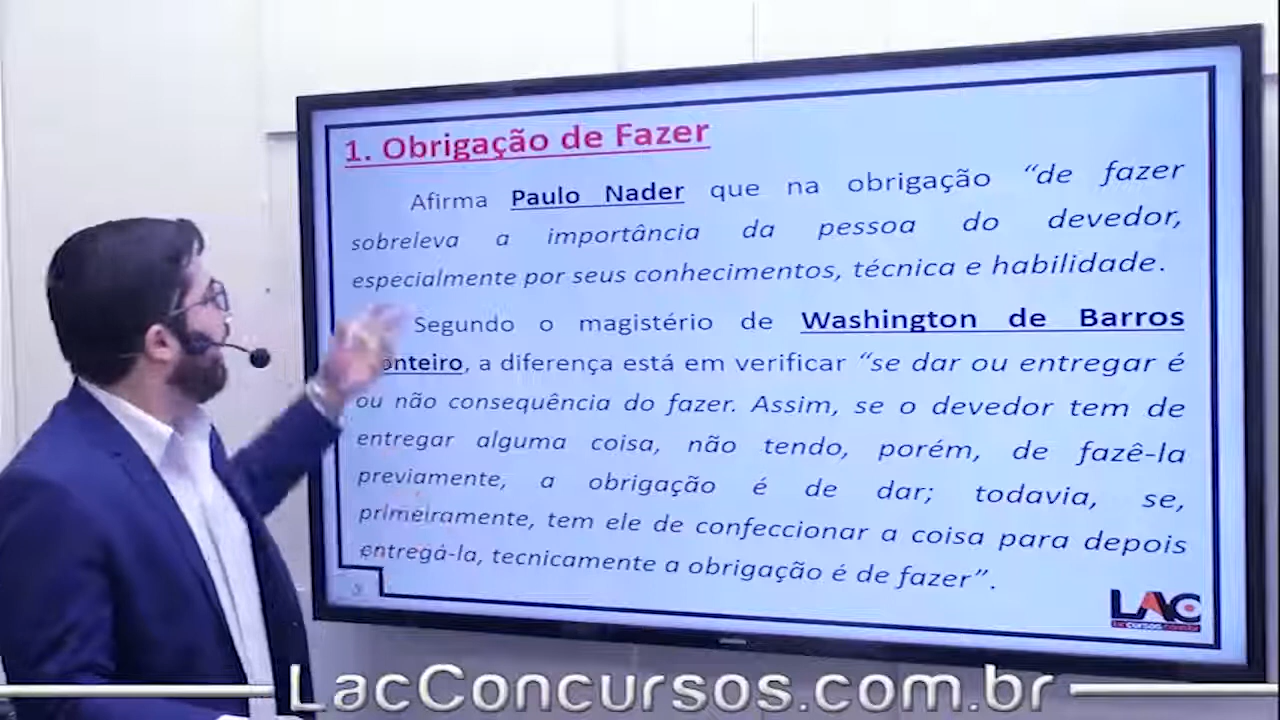 1. Obrigação de Fazer
Afirma Paulo Nader que na obrigação “de fazer
sobreleva a importância da pessoa do devedor,
especialmente por seus conhecimentos, técnica e habilidade.
Segundo o magistério de Washington de Barros
onteiro, a diferença está em verificar “se dar ou entregar é
ou não consequência do fazer. Assim, se o devedor tem de
entregar alguma coisa, não tendo, porém, de fazê-la
previamente, a obrigação é de dar; todavia, se,
primeiramente, tem ele de confeccionar a coisa para depois
entregá-la, tecnicamente a obrigação é de fazer”.
LAC
LacConcursos.com.br